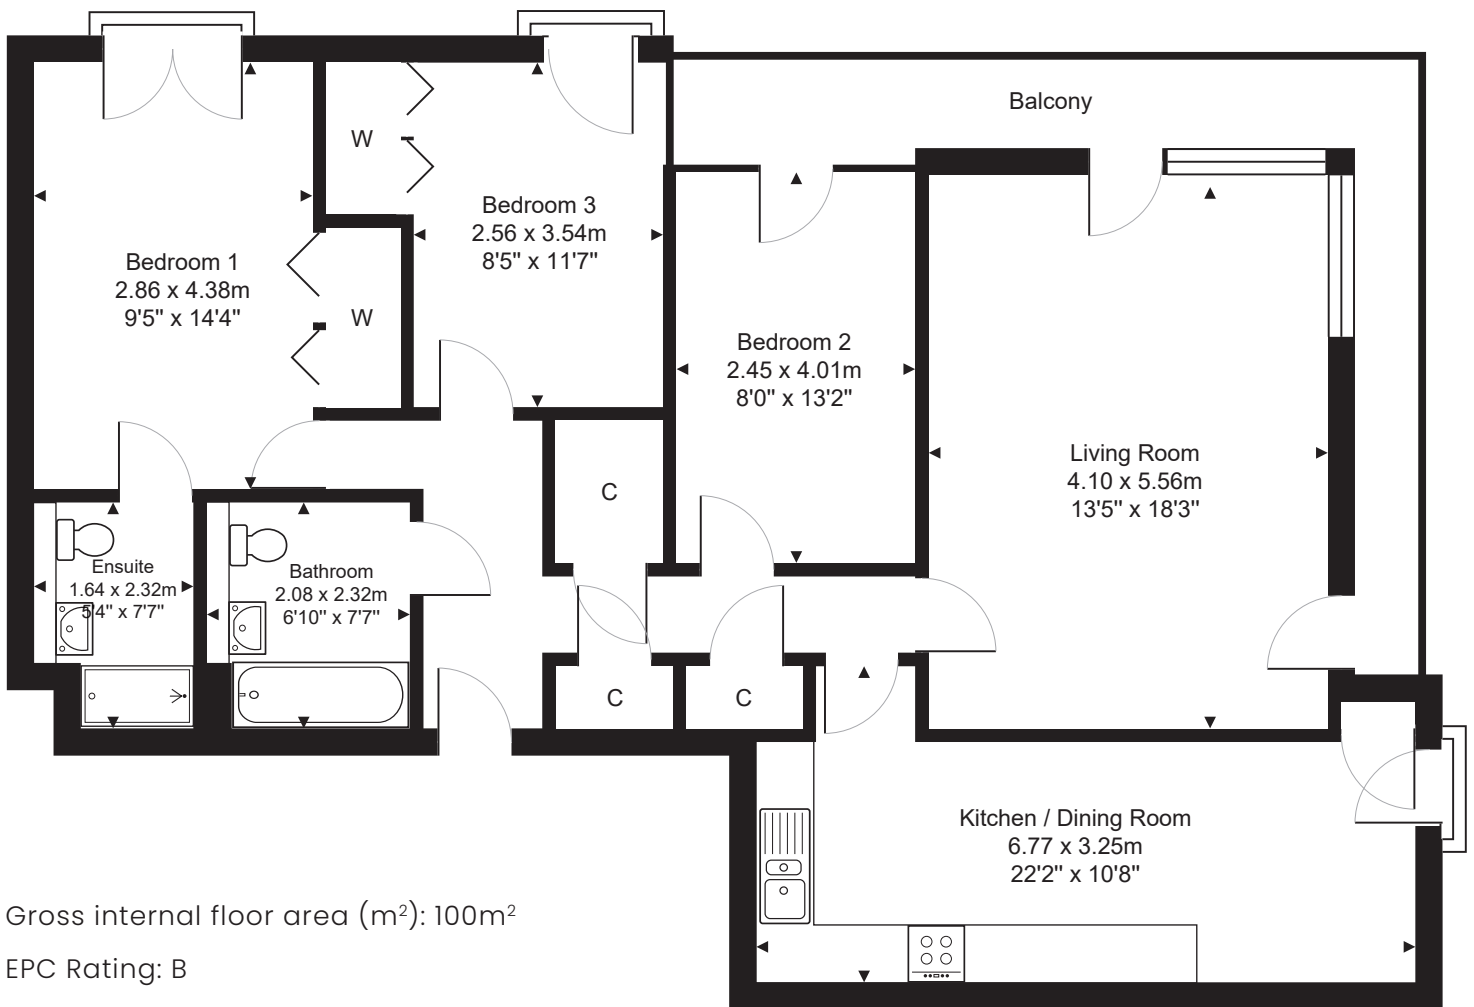 Balcony
W
Bedroom 3
2.56 x 3.54m
8'5" x 11'7"
Bedroom 1
2.86 x 4.38m
9'5" x 14'4"
W
Bedroom 2
2.45 x 4.01m
8'0" x 13'2"
Living Room
4.10 x 5.56m
13'5" x 18'3"
C
Ensuite
1.64 x 2.32m
5'4" x 7'7"
Bathroom
2.08 x 2.32m
6'10" x 7'7"
C
C
Kitchen / Dining Room
6.77 x 3.25m
22'2" x 10'8"
Gross internal floor area (m²): 100m²
EPC Rating: B